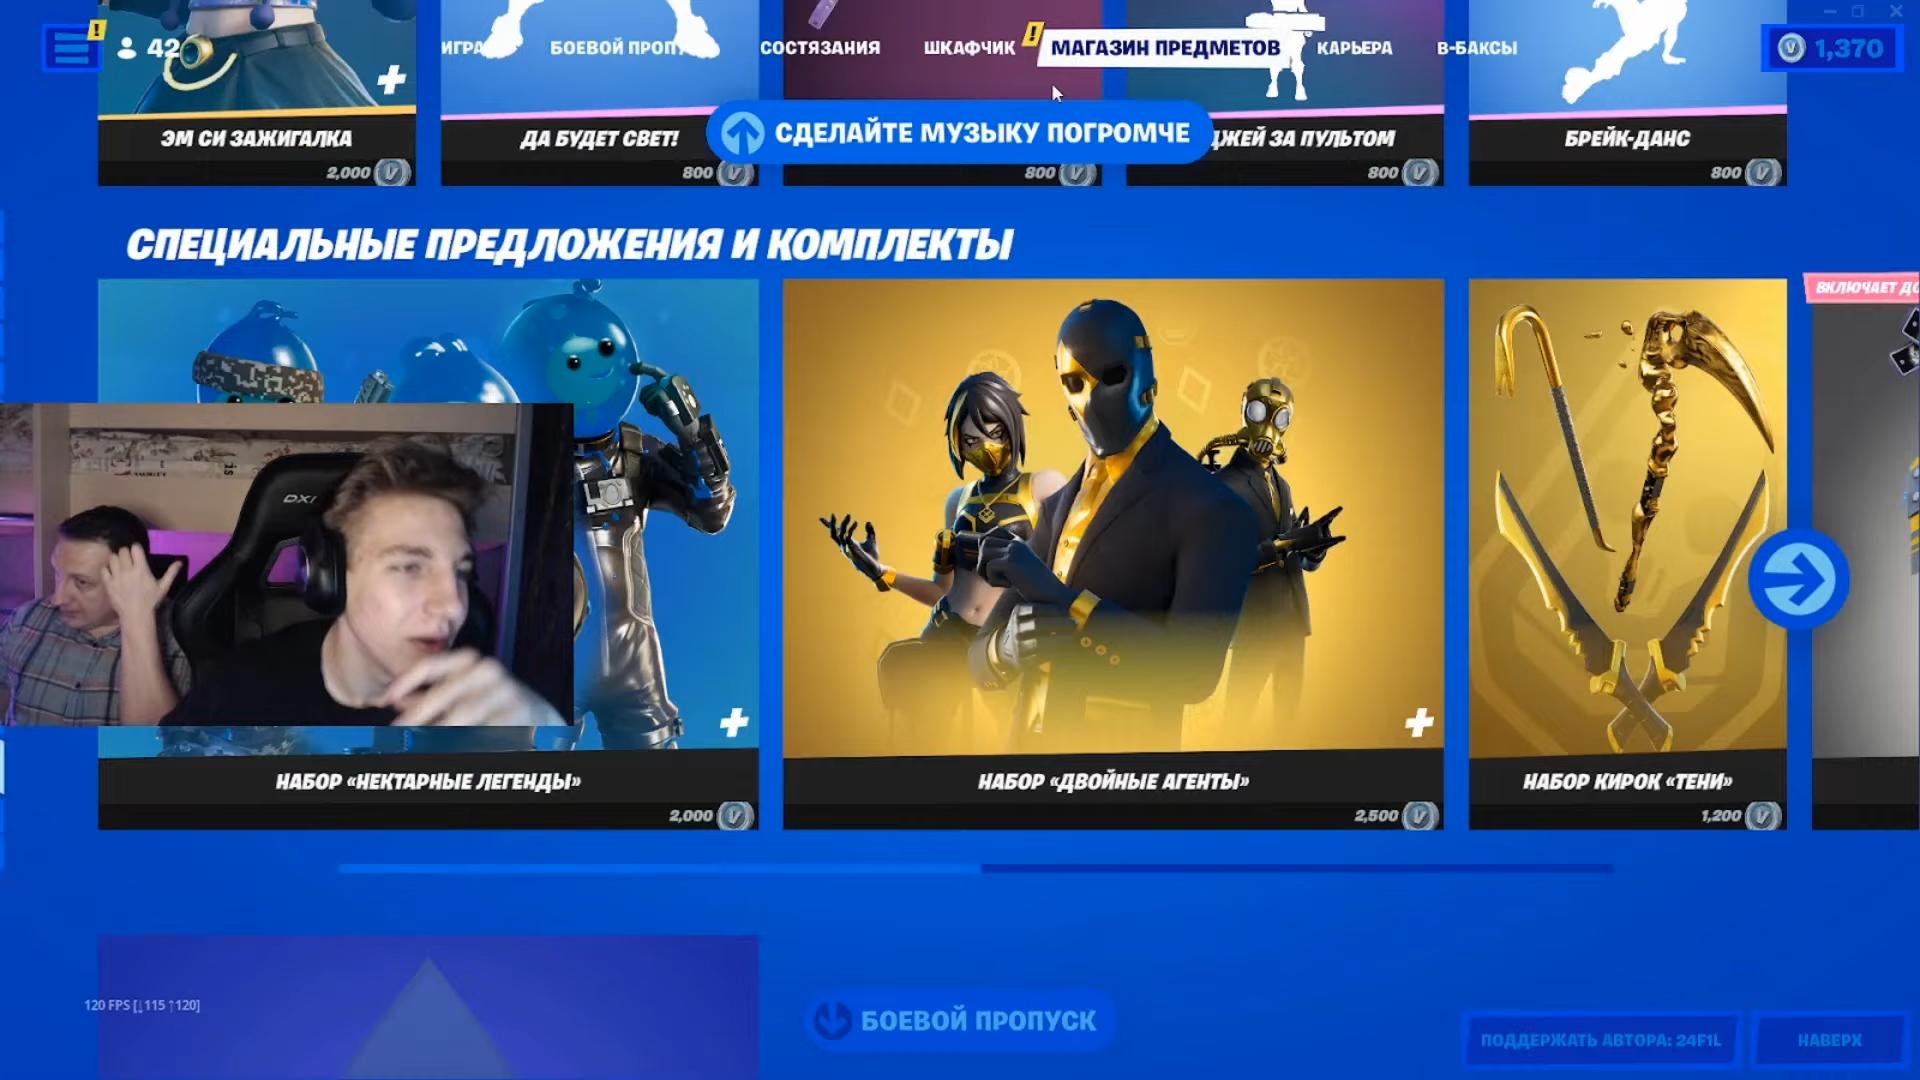 42
ИГРА
БОЕВОЙ ПРОП
СОСТЯЗАНИЯ
ШКАФЧИК
МАГАЗИН ПРЕДМЕТОВ
КАРЬЕРА
В-БАКСЫ
1,370
ЭМ СИ ЗАЖИГАЛКА
2,000
ДА БУДЕТ СВЕТ!
800
СДЕЛАЙТЕ МУЗЫКУ ПОГРОМЧЕ
800
ДЖЕЙ ЗА ПУЛЬТОМ
800
БРЕЙК-ДАНС
800
СПЕЦИАЛЬНЫЕ ПРЕДЛОЖЕНИЯ И КОМПЛЕКТЫ
ВКЛЮЧАЕТ ДО
DXR
НАБОР «НЕКТАРНЫЕ ЛЕГЕНДЫ»
2,000
НАБОР «ДВОЙНЫЕ АГЕНТЫ»
2,500
НАБОР КИРОК «ТЕНИ»
1,200
120 FPS [↓115 ↑120]
БОЕВОЙ ПРОПУСК
ПОДДЕРЖАТЬ АВТОРА: 24F1L
НАВЕРХ